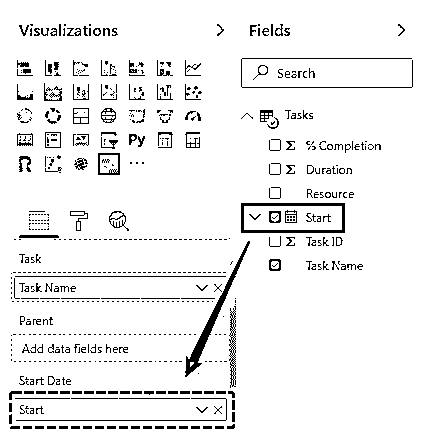 Visualizations
Fields
Search
Tasks
% Completion
Duration
Resource
Start
Task ID
Task Name
Py
R
Task
Task Name
Parent
Add data fields here
Start Date
Start